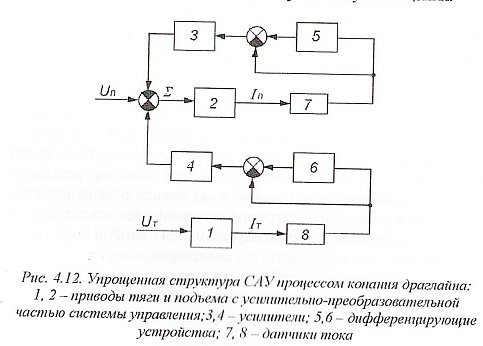 3
5
Uп
Σ
2
Iп
7
4
6
Uт
1
Iт
8
Рис. 4.12. Упрощенная структура САУ процессом копания драглайна:
1, 2 – приводы тяги и подъема с усилительно-преобразовательной
частью системы управления; 3,4 – усилители; 5,6 – дифференцирующие
устройства; 7, 8 – датчики тока